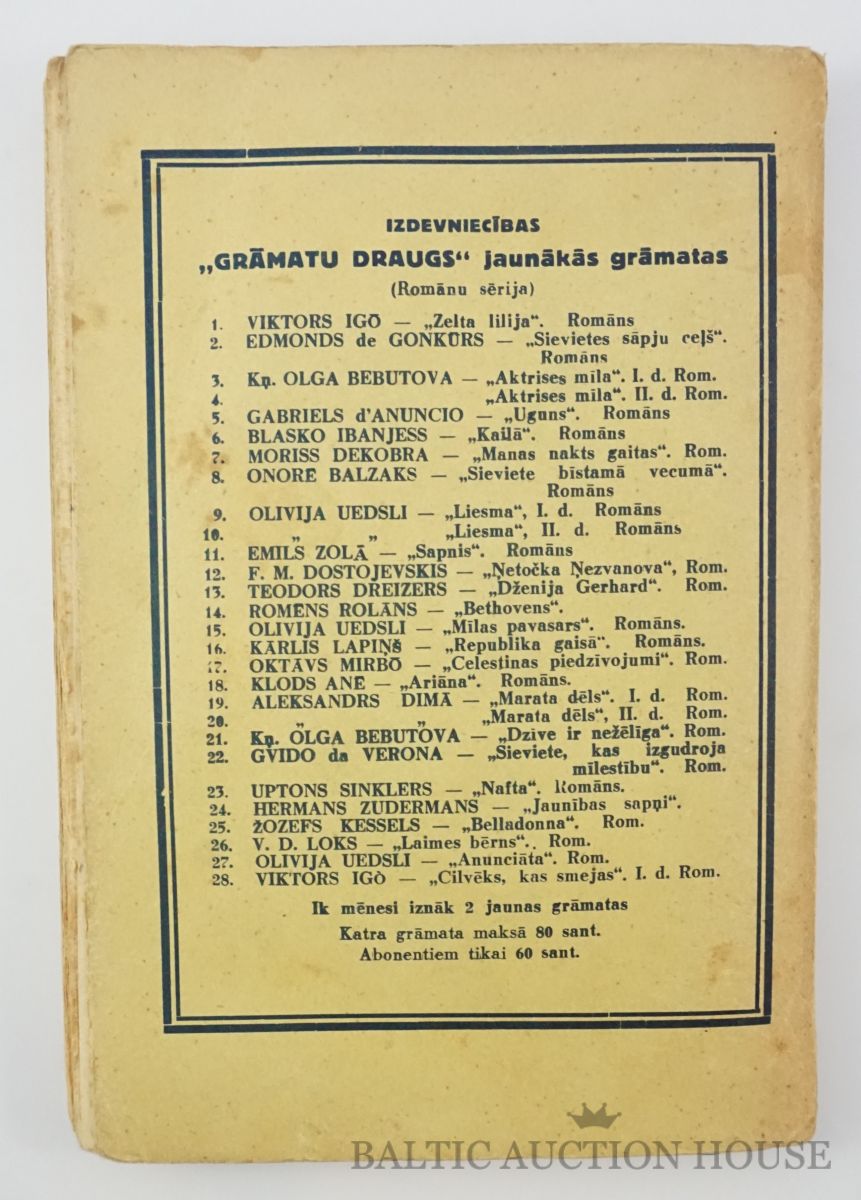 IZDEVNIECĪBAS
„GRĀMATU DRAUGS“ jaunākās grāmatas
(Romānu sērija)
1. VIKTORS IGŌ — „Zelta lilija“. Romāns
2. EDMONDS de GONKŪRS — „Sievietes sāpju ceļš“.
Romāns
3. Kņ. OLGA BEBUTOVA — „Aktrises mīla“. I. d. Rom.
4. „Aktrises mīla“. II. d. Rom.
5. GABRIELS d'ANUNCIO — „Uguns“. Romāns
6. BLASKO IBANJESS — „Kailā“. Romāns
7. MORISS DEKOBRA — „Manas nakts gaitas“. Rom.
8. ONORĒ BALZAKS — „Sieviete bīstamā vecumā“.
Romāns
9. OLIVIJA UEDSLI — „Liesma“, I. d. Romāns
10. „ „ „Liesma“, II. d. Romāns
11. EMILS ZOLĀ — „Sapnis“. Romāns
12. F. M. DOSTOJEVSKIS — „Ņetočka Ņezvanova“, Rom.
13. TEODORS DREIZERS — „Dženija Gerhard“. Rom.
14. ROMĒNS ROLĀNS — „Bethovens“.
15. OLIVIJA UEDSLI — „Mīlas pavasars“. Romāns.
16. KĀRLIS LAPIŅŠ — „Republika gaisā“. Romāns.
17. OKTĀVS MIRBŌ — „Celestinas piedzīvojumi“. Rom.
18. KLODS ANĒ — „Ariāna“. Romāns.
19. ALEKSANDRS DIMĀ — „Marata dēls“. I. d. Rom.
20. „ „ „Marata dēls“, II. d. Rom.
21. Kņ. OLGA BEBUTOVA — „Dzīve ir nežēlīga“. Rom.
22. GVIDO da VERONA — „Sieviete, kas izgudroja
mīlestību“. Rom.
23. UPTONS SINKLERS — „Nafta“. Romāns.
24. HERMANS ZUDERMANS — „Jaunības sapņi“.
25. ŽOZEFS KESSELS — „Belladonna“. Rom.
26. V. D. LOKS — „Laimes bērns“.. Rom.
27. OLIVIJA UEDSLI — „Anunciāta“. Rom.
28. VIKTORS IGŌ — „Cilvēks, kas smejas“. I. d. Rom.
Ik mēnesi iznāk 2 jaunas grāmatas
Katra grāmata maksā 80 sant.
Abonentiem tikai 60 sant.
BALTIC AUCTION HOUSE